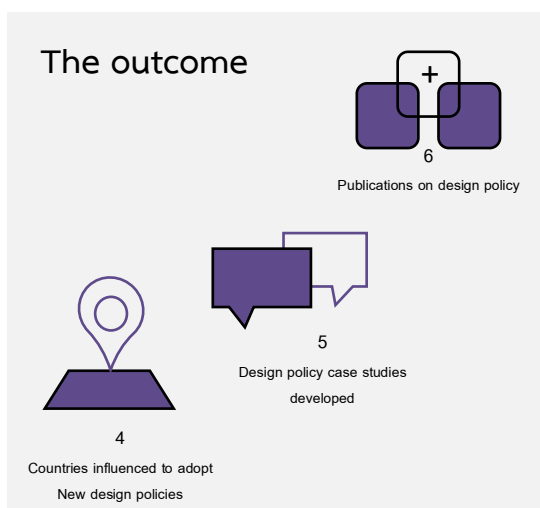 The outcome
+
6
Publications on design policy
5
Design policy case studies
developed
4
Countries influenced to adopt
New design policies